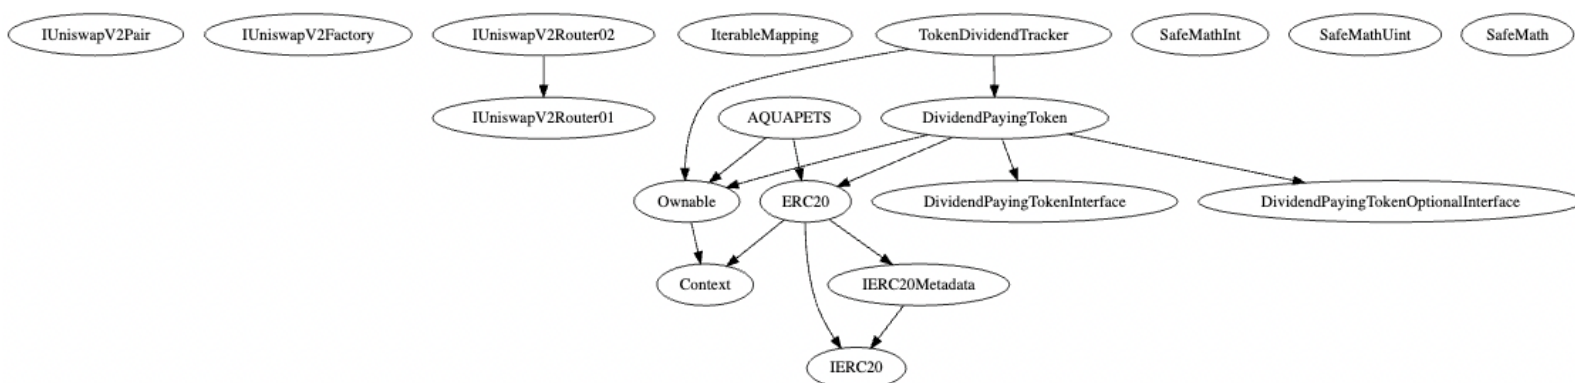 IUniswapV2Pair
IUniswapV2Factory
IUniswapV2Router02
IterableMapping
TokenDividendTracker
SafeMathInt
SafeMathUint
SafeMath
IUniswapV2Router01
AQUAPETS
DividendPayingToken
Ownable
ERC20
DividendPayingTokenInterface
DividendPayingTokenOptionalInterface
Context
IERC20Metadata
IERC20